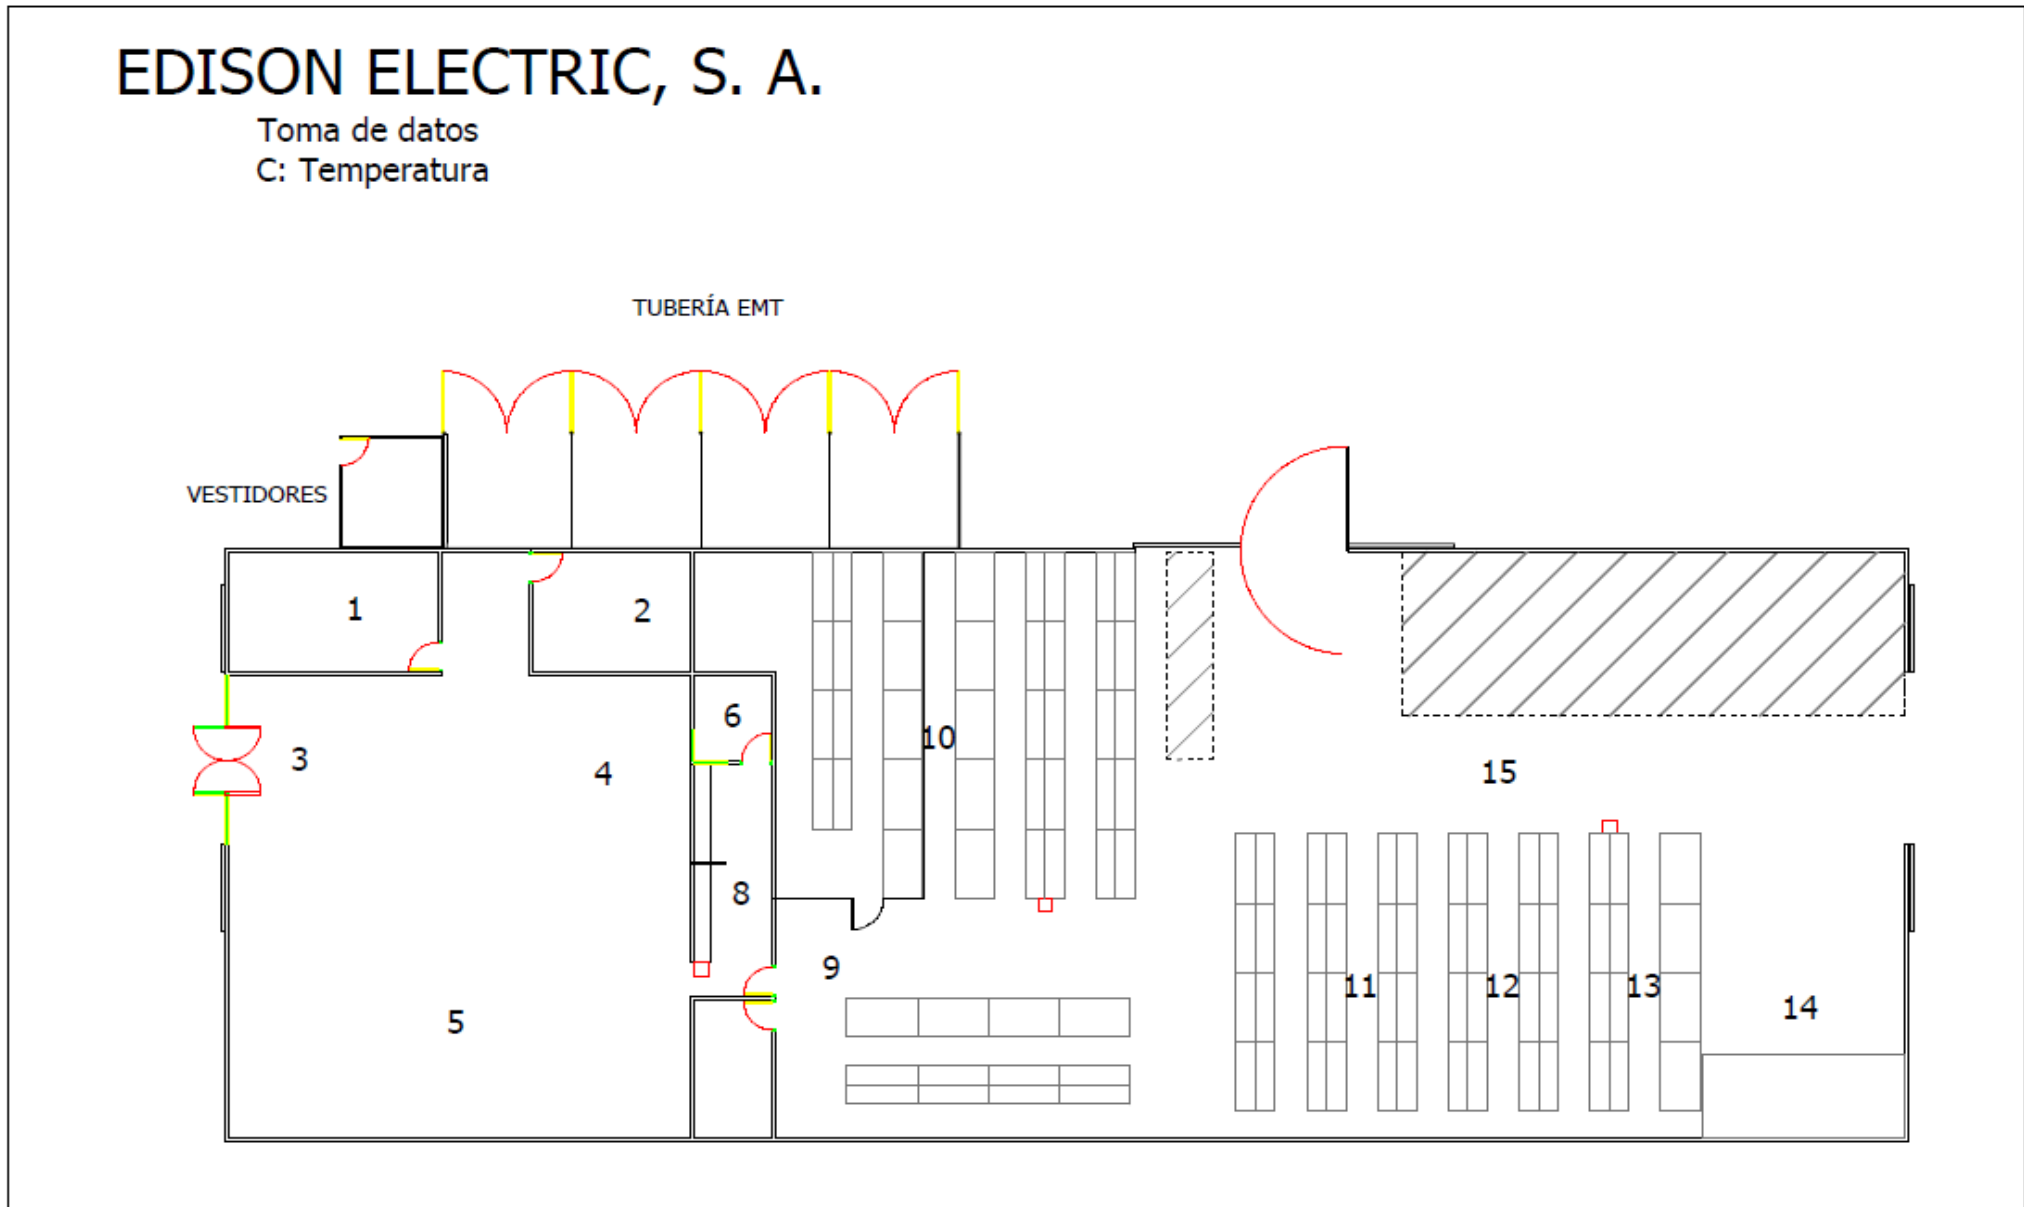 EDISON ELECTRIC, S. A.
Toma de datos
C: Temperatura
TUBERÍA EMT
VESTIDORES
1
2
6
3
4
10
15
8
9
5
11
12
13
14